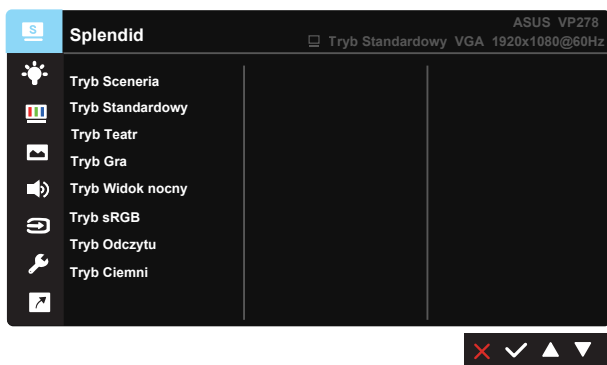 S
Splendid
ASUS VP278
Tryb Standardowy VGA 1920x1080@60Hz
Tryb Sceneria
Tryb Standardowy
Tryb Teatr
Tryb Gra
Tryb Widok nocny
Tryb sRGB
Tryb Odczytu
Tryb Ciemni